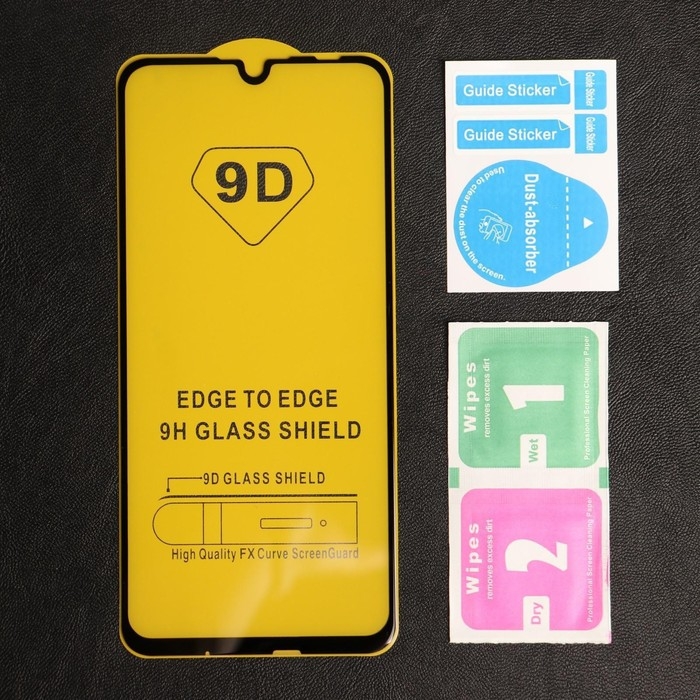 9D
EDGE TO EDGE
9H GLASS SHIELD
9D GLASS SHIELD
High Quality FX Curve ScreenGuard
Guide Sticker
Guide Sticker
Guide Sticker
Guide Sticker
Dust-absorber
Used to clear the dust on the screen.
Wipes
removes excess dirt
1
Wet
Professional Screen Cleaning Paper
Wipes
removes excess dirt
2
Dry
Professional Screen Cleaning Paper